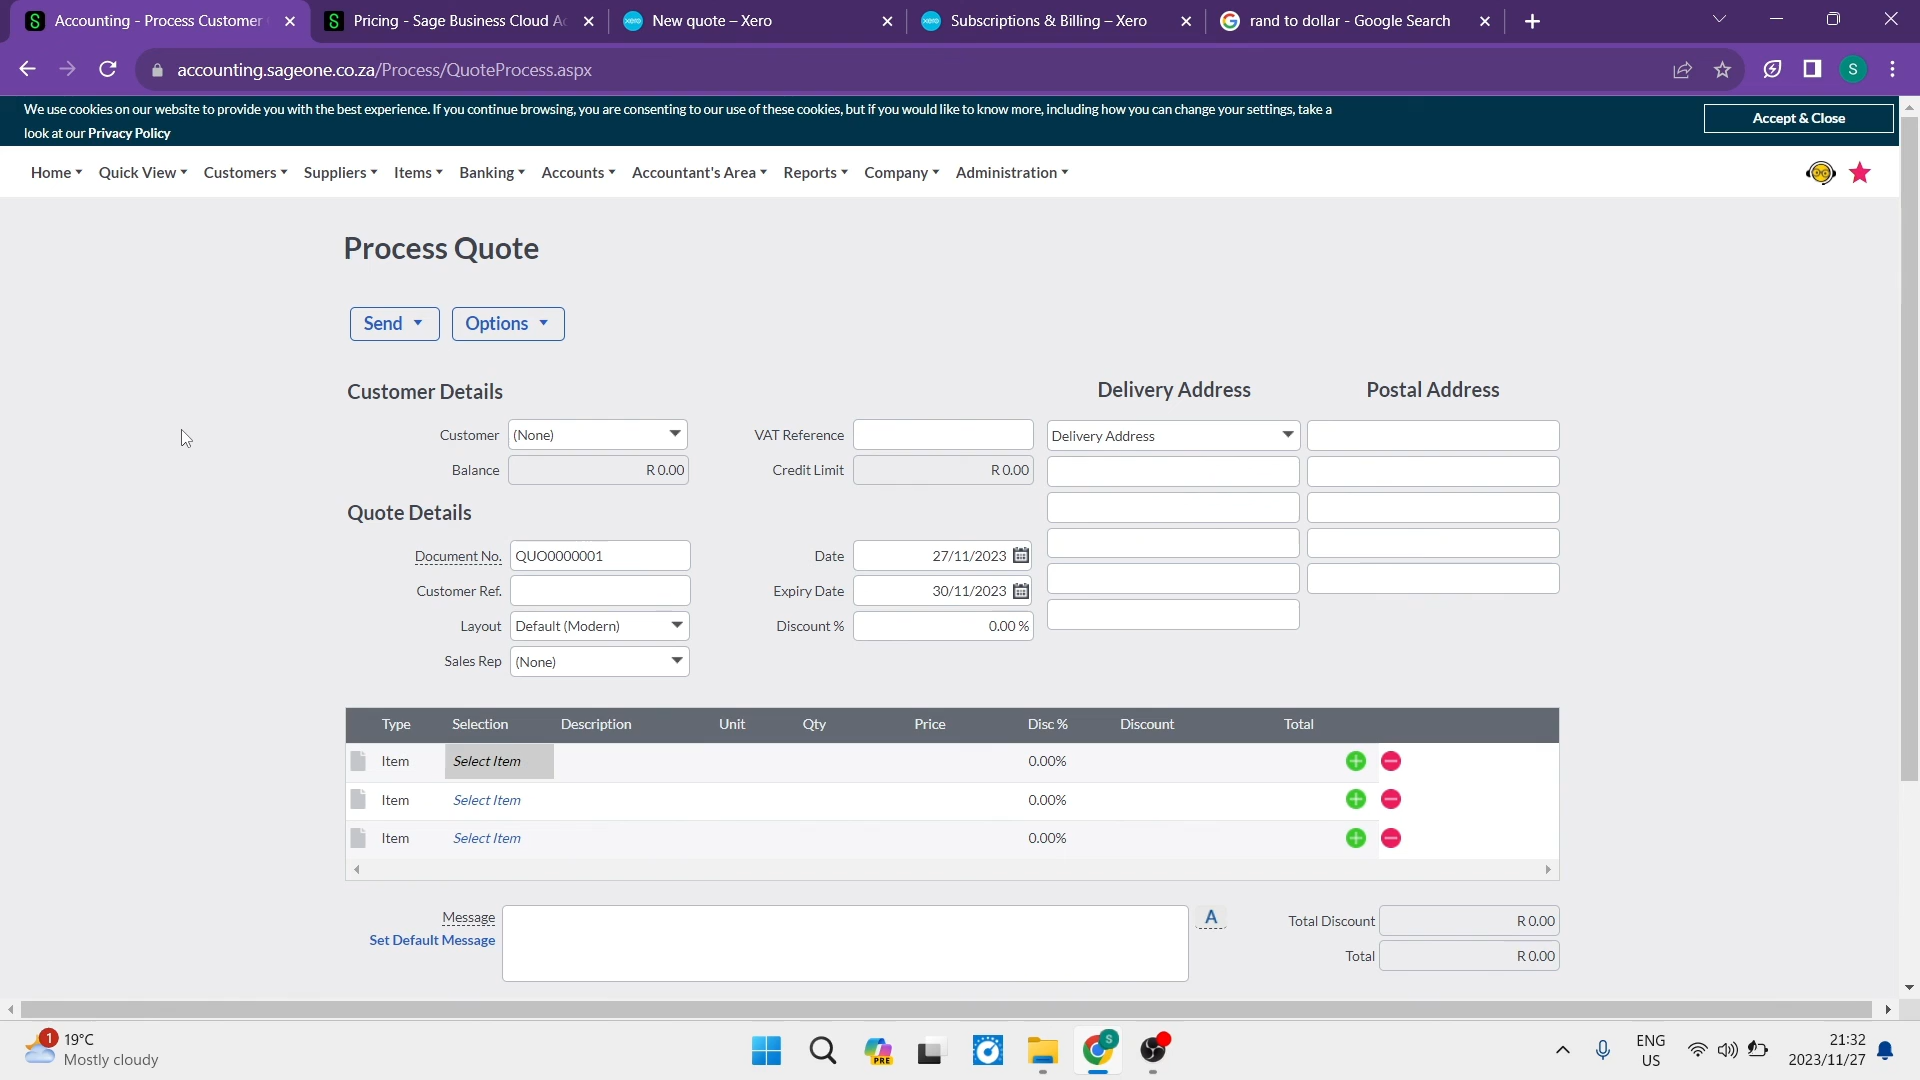 Accounting - Process Customer
Pricing - Sage Business Cloud Ac
New quote – Xero
Subscriptions & Billing – Xero
rand to dollar - Google Search
accounting.sageone.co.za/Process/QuoteProcess.aspx
S
We use cookies on our website to provide you with the best experience. If you continue browsing, you are consenting to our use of these cookies, but if you would like to know more, including how you can change your settings, take a
look at our Privacy Policy
Accept & Close
Home Quick View Customers Suppliers Items Banking Accounts Accountant's Area Reports Company Administration
Process Quote
Send Options
Customer Details Delivery Address Postal Address
Customer (None) VAT Reference Delivery Address
Balance R 0.00 Credit Limit R 0.00
Quote Details
Document No. QUO0000001 Date 27/11/2023
Customer Ref. Expiry Date 30/11/2023
Layout Default (Modern) Discount % 0.00 %
Sales Rep (None)
Type Selection Description Unit Qty Price Disc % Discount Total
Item Select Item 0.00%
Item Select Item 0.00%
Item Select Item 0.00%
Message A Total Discount R 0.00
Set Default Message
Total R 0.00
1 19°C
Mostly cloudy
PRE
S
ENG
US
21:32
2023/11/27